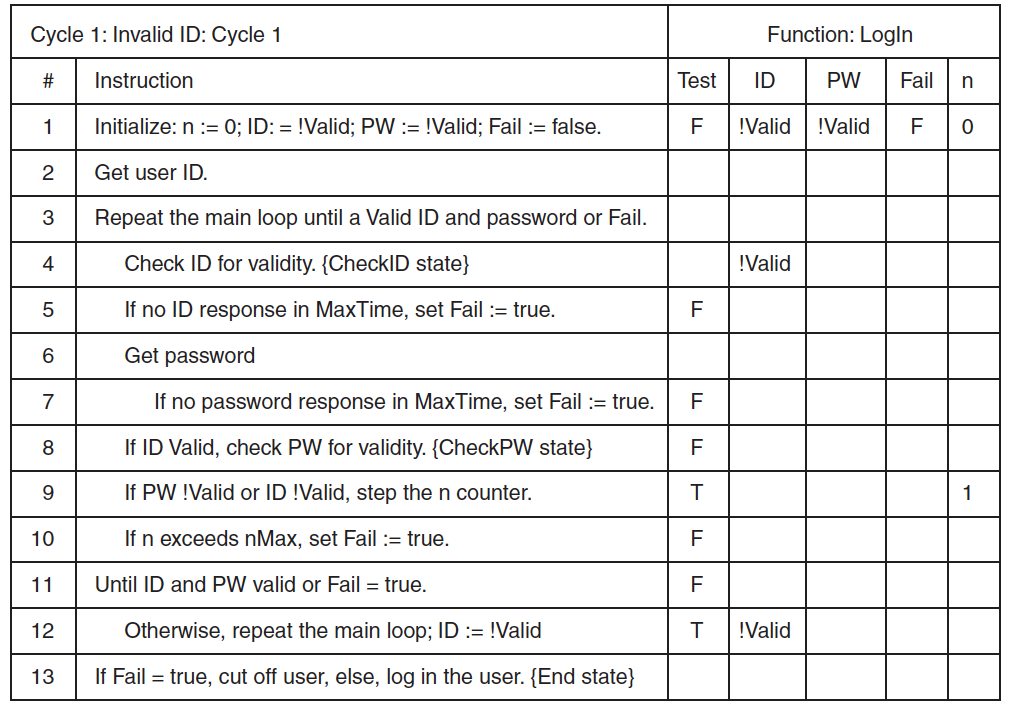 Cycle 1: Invalid ID: Cycle 1 Function: LogIn
# Instruction Test ID PW Fail n
1 Initialize: n := 0; ID: = !Valid; PW := !Valid; Fail := false. F !Valid !Valid F 0
2 Get user ID.
3 Repeat the main loop until a Valid ID and password or Fail.
4 Check ID for validity. {CheckID state} !Valid
5 If no ID response in MaxTime, set Fail := true. F
6 Get password
7 If no password response in MaxTime, set Fail := true. F
8 If ID Valid, check PW for validity. {CheckPW state} F
9 If PW !Valid or ID !Valid, step the n counter. T 1
10 If n exceeds nMax, set Fail := true. F
11 Until ID and PW valid or Fail = true. F
12 Otherwise, repeat the main loop; ID := !Valid T !Valid
13 If Fail = true, cut off user, else, log in the user. {End state}